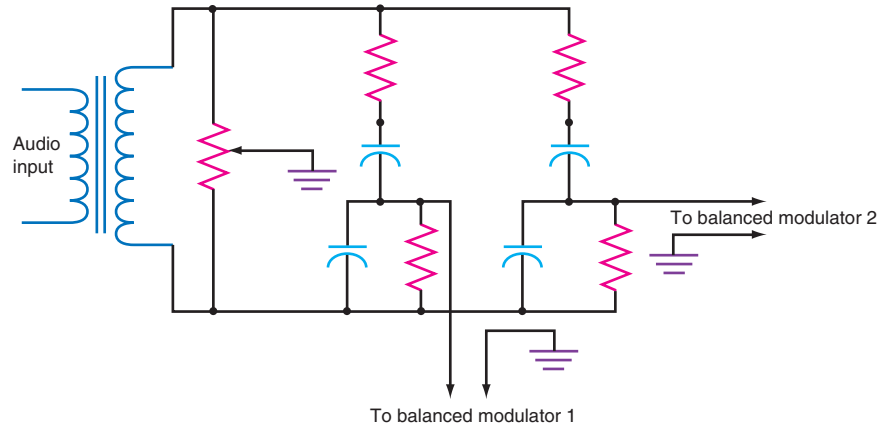 Audio
input
To balanced modulator 2
To balanced modulator 1